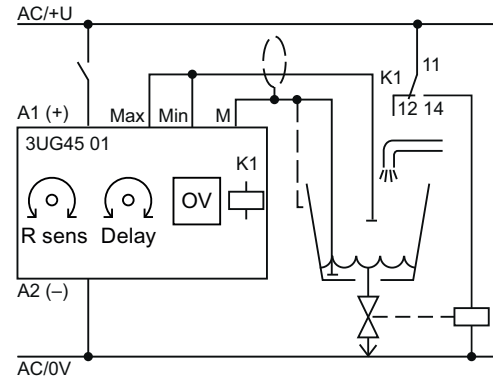 AC/+U
K1
11
12 14
A1 (+)
Max
Min
M
3UG45 01
K1
OV
R sens
Delay
A2 (–)
AC/0V